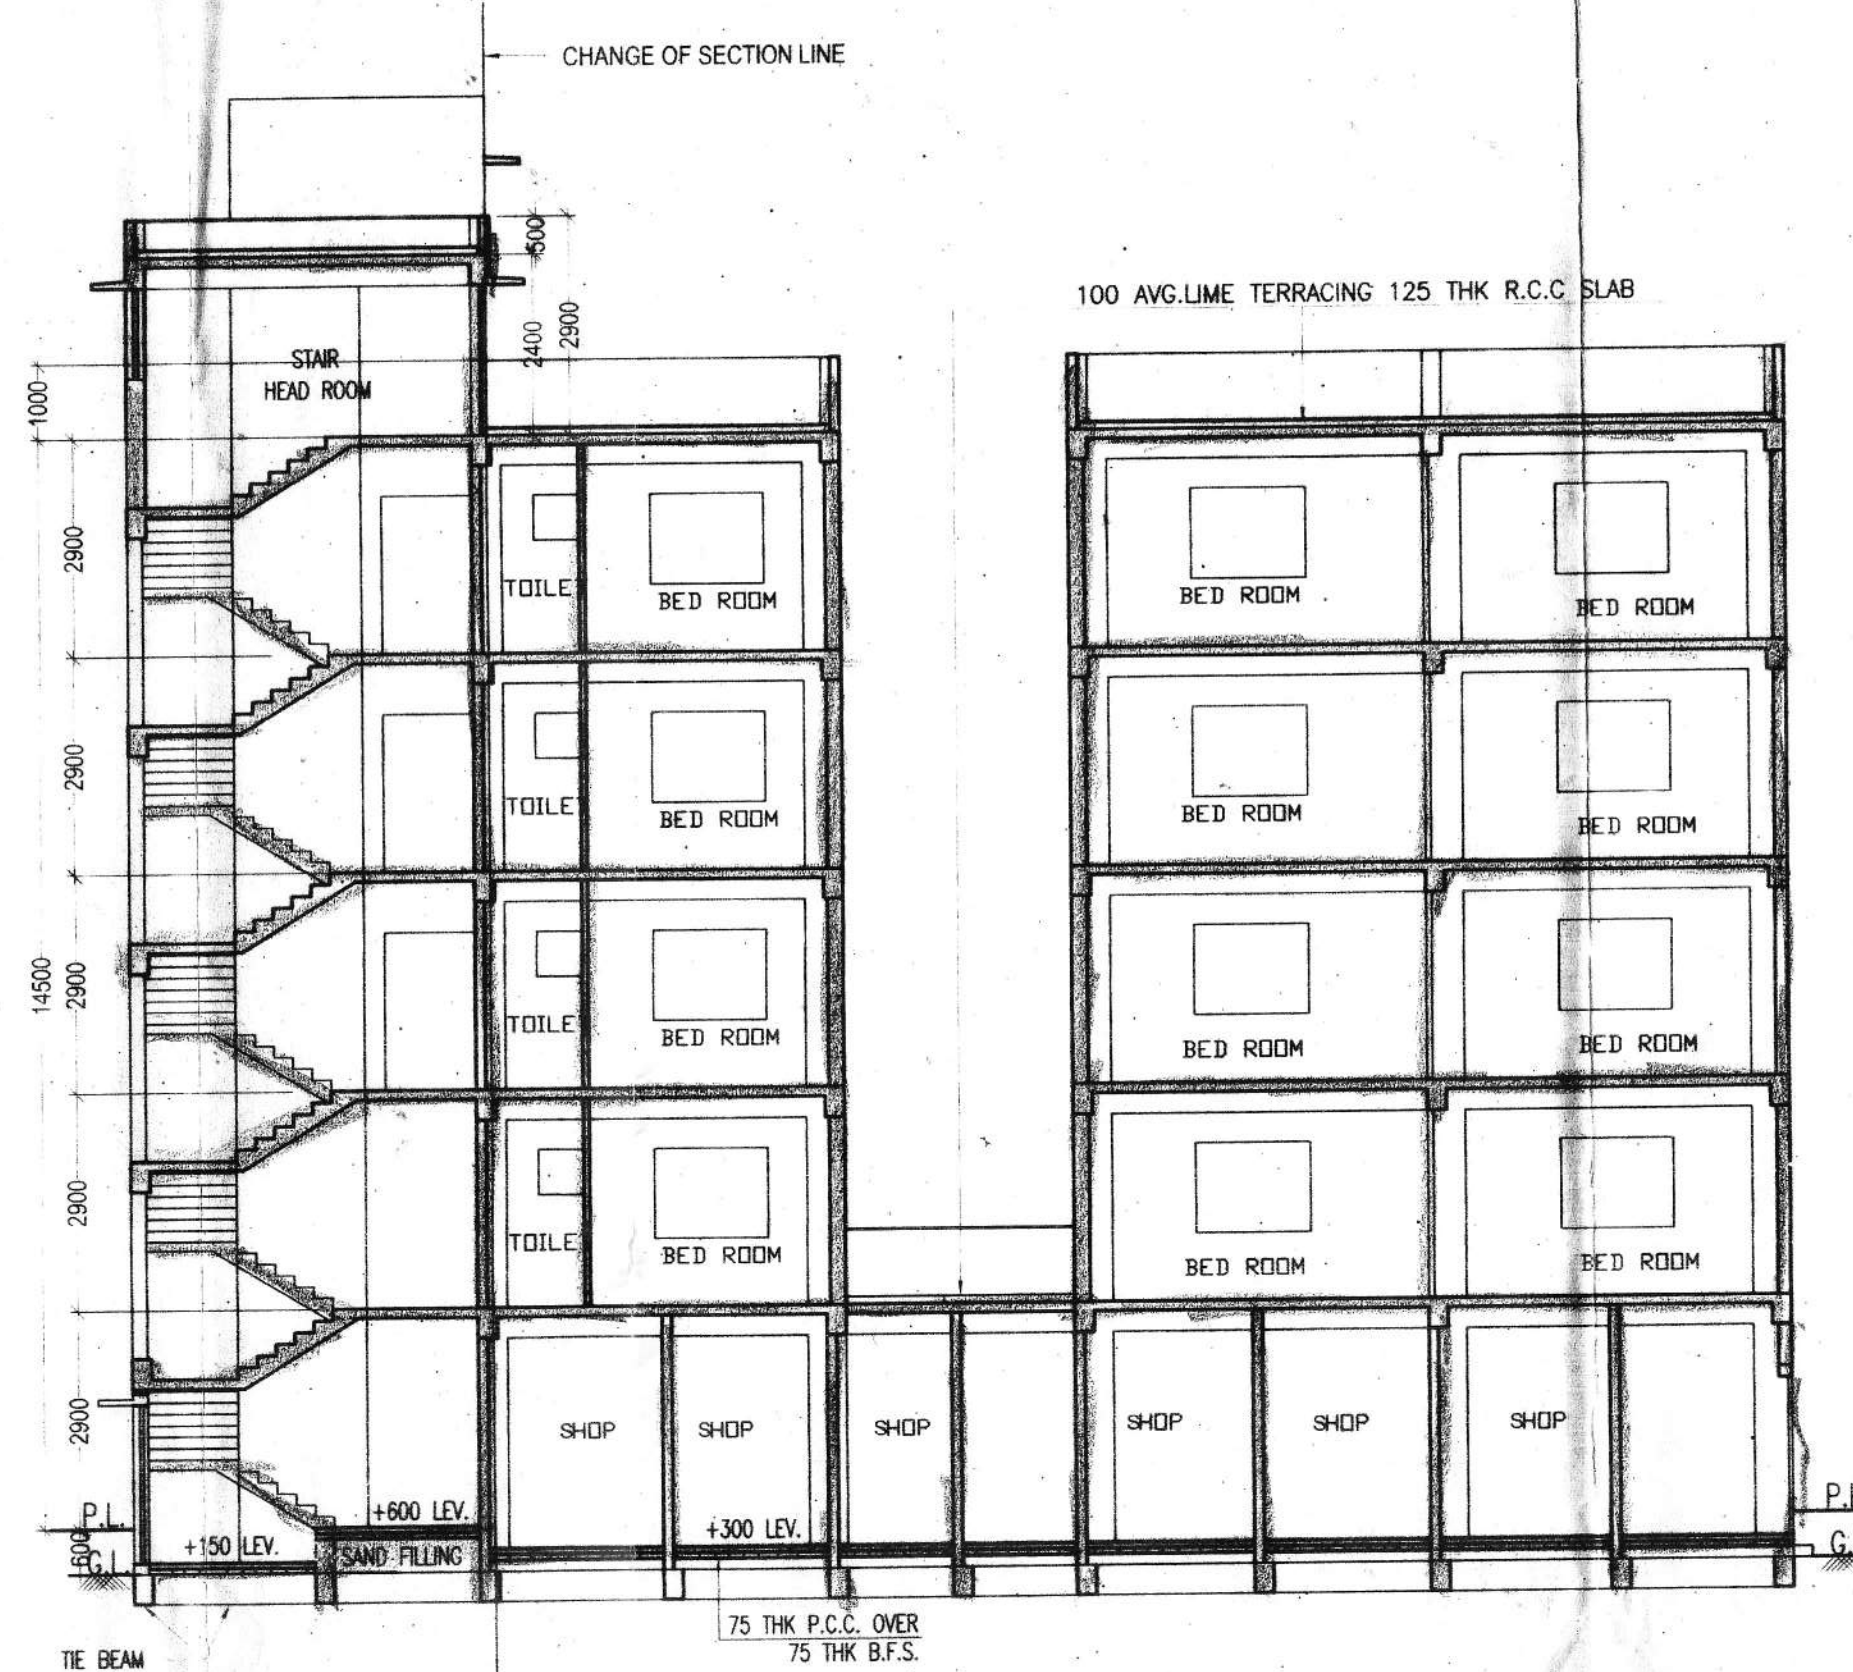 CHANGE OF SECTION LINE
500
2400
2900
100 AVG.LIME TERRACING 125 THK R.C.C SLAB
STAIR
HEAD ROOM
1000
2900
TOILET
BED ROOM
BED ROOM
BED ROOM
2900
TOILET
BED ROOM
BED ROOM
BED ROOM
14500
2900
TOILET
BED ROOM
BED ROOM
BED ROOM
2900
TOILET
BED ROOM
BED ROOM
BED ROOM
2900
SHOP
SHOP
SHOP
SHOP
SHOP
SHOP
P.L.
+600 LEV.
+300 LEV.
P.L
600
+150 LEV.
SAND FILLING
G.L.
G.
75 THK P.C.C. OVER
75 THK B.F.S.
TIE BEAM